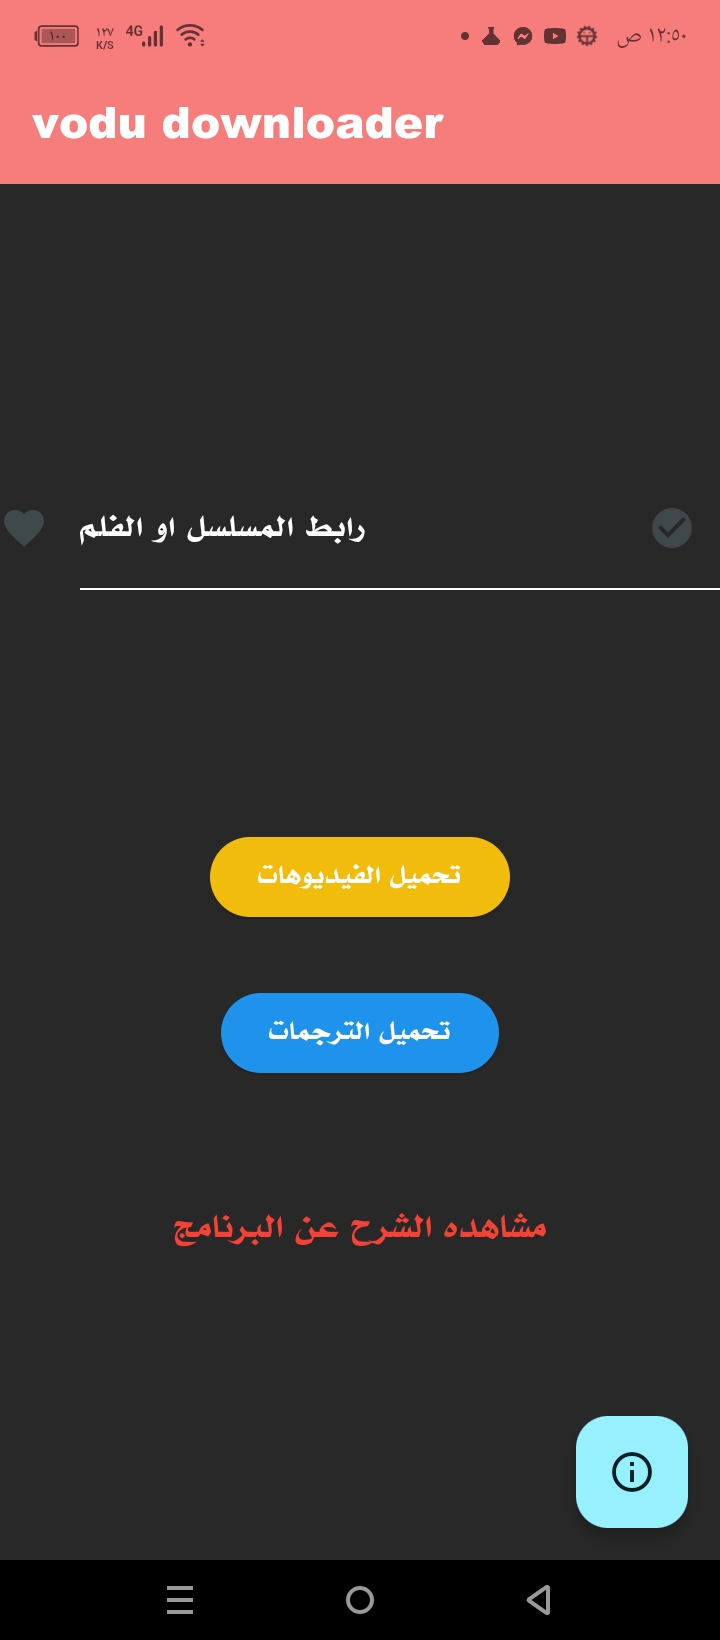 ١٠٠ ١٢٧ K/S 4G ١٢:٥٠ ص
vodu downloader
رابط المسلسل او الفلم
تحميل الفيديوهات
تحميل الترجمات
مشاهده الشرح عن البرنامج